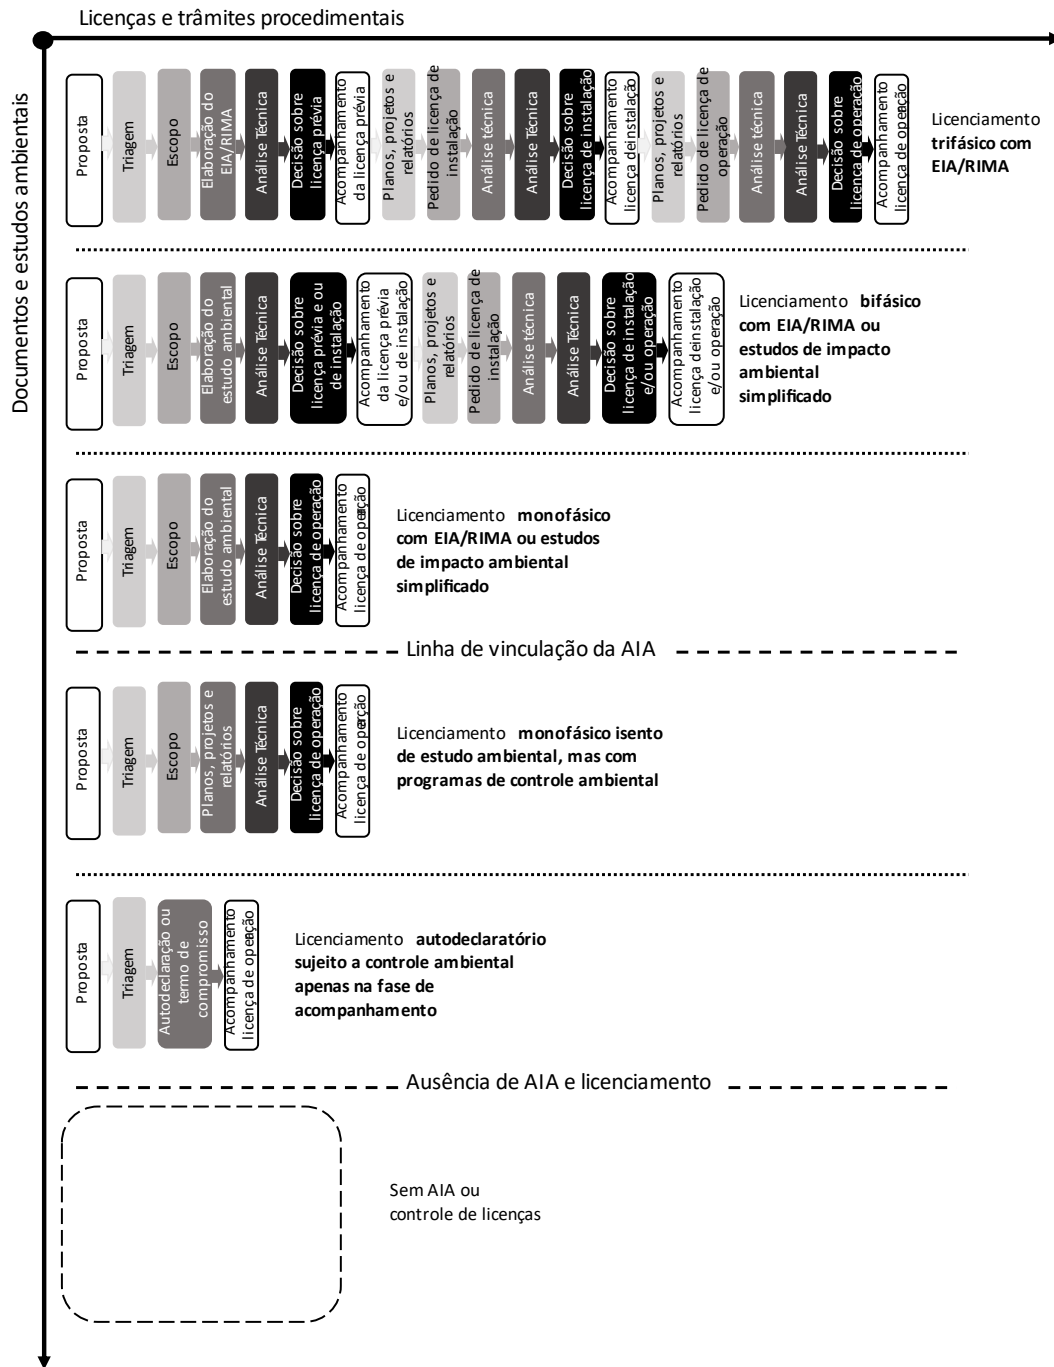 Licenças e trâmites procedimentais
Documentos e estudos ambientais
Proposta
Triagem
Escopo
Elaboração do
EIA/RIMA
Análise Técnica
Decisão sobre
licença prévia
Acompanhamento
da licença prévia
Planos, projetos e
relatórios
Pedido de licença de
instalação
Análise técnica
Análise Técnica
Decisão sobre
licença de instalação
Acompanhamento
licença deinstalação
Planos, projetos e
relatórios
Pedido de licença de
operação
Análise técnica
Análise Técnica
Decisão sobre
licença de operação
Acompanhamento
licença de operação
Licenciamento
trifásico com
EIA/RIMA
Proposta
Triagem
Escopo
Elaboração do
estudo ambiental
Análise Técnica
Decisão sobre
licença prévia e ou
de instalação
Acompanhamento
da licença prévia
e/ou de instalação
Planos, projetos e
relatórios
Pedido de licença de
instalação
Análise técnica
Análise Técnica
Decisão sobre
licença de instalação
e/ou operação
Acompanhamento
licença deinstalação
e/ou operação
Licenciamento bifásico
com EIA/RIMA ou
estudos de impacto
ambiental
simplificado
Proposta
Triagem
Escopo
Elaboração do
estudo ambiental
Análise Técnica
Decisão sobre
licença de operação
Acompanhamento
licença de operação
Licenciamento monofásico
com EIA/RIMA ou estudos
de impacto ambiental
simplificado
Linha de vinculação da AIA
Proposta
Triagem
Escopo
Planos, projetos e
relatórios
Análise Técnica
Decisão sobre
licença de operação
Acompanhamento
licença de operção
Licenciamento monofásico isento
de estudo ambiental, mas com
programas de controle ambiental
Proposta
Triagem
Autodeclaração ou
termo de
compromisso
Acompanhamento
licença de operação
Licenciamento autodeclaratório
sujeito a controle ambiental
apenas na fase de
acompanhamento
Ausência de AIA e licenciamento
Sem AIA ou
controle de licenças